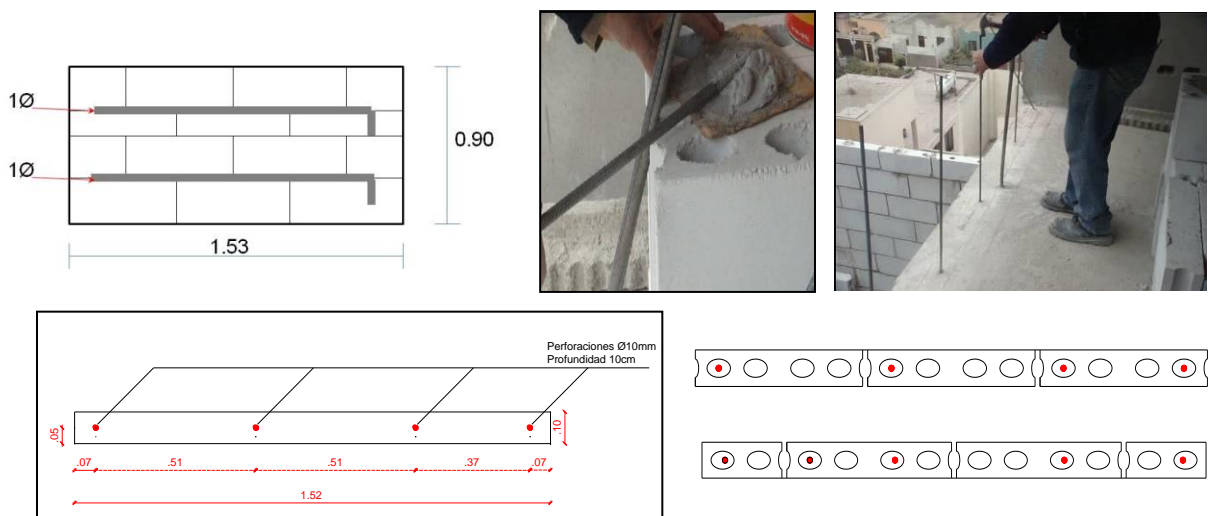 1Ø
1Ø
0.90
1.53
Perforaciones Ø10mm
Profundidad 10cm
.05
.10
.07
.51
.51
.37
.07
1.52